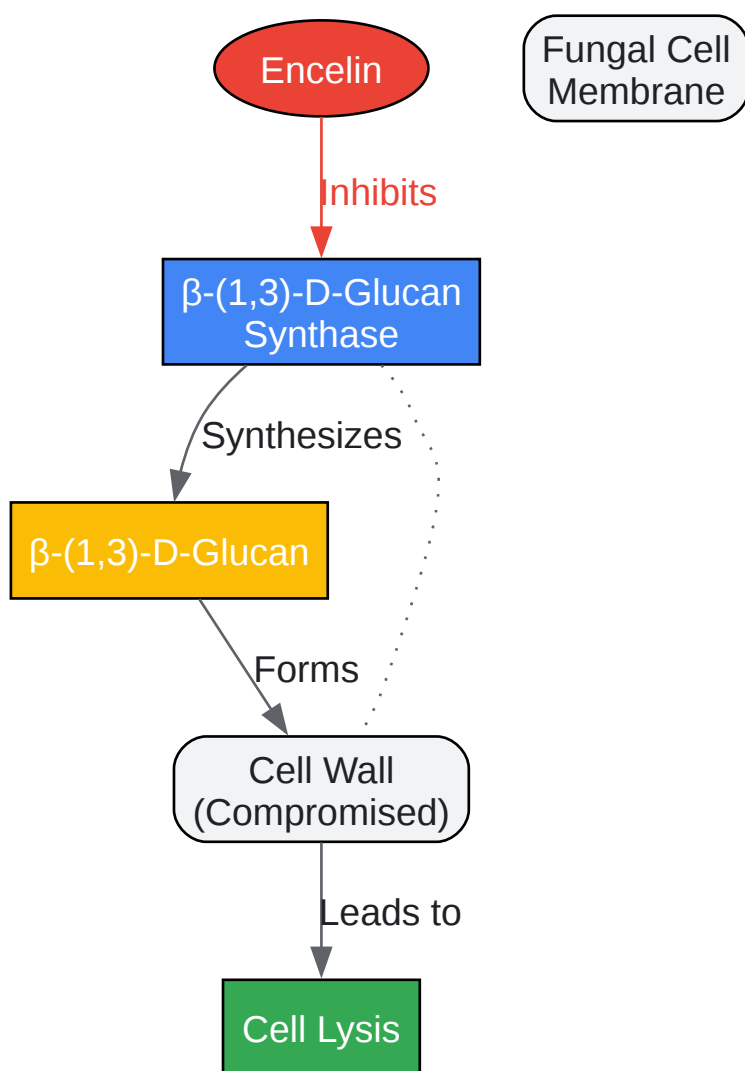 Encelin
Fungal Cell
Membrane
Inhibits
β-(1,3)-D-Glucan
Synthase
Synthesizes
β-(1,3)-D-Glucan
Forms
Cell Wall
(Compromised)
Leads to
Cell Lysis